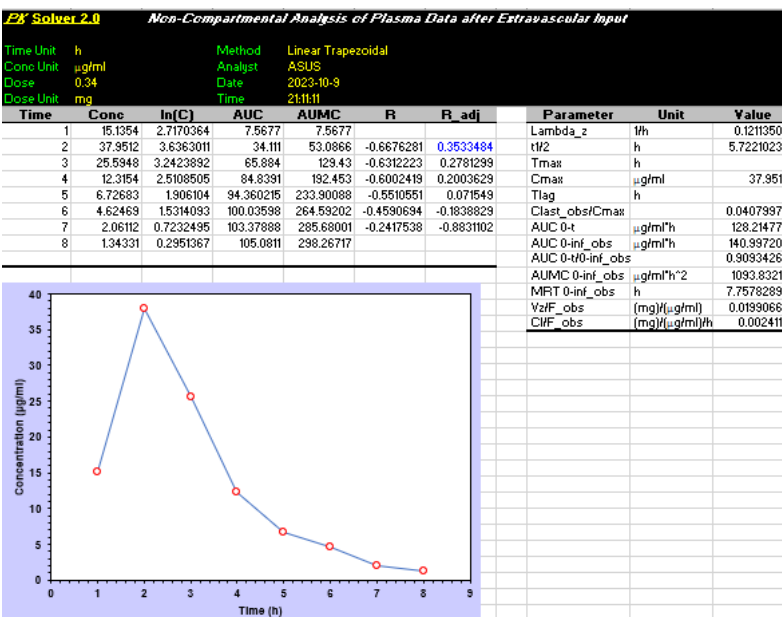 PK Solver 2.0 Non-Compartmental Analysis of Plasma Data after Extravascular Input
Time Unit h Method Linear Trapezoidal
Conc Unit µg/ml Analyst ASUS
Dose 0.34 Date 2023-10-9
Dose Unit mg Time 21:11:11
Time Conc ln(C) AUC AUMC R R_adj
1 15.1354 2.7170364 7.5677 7.5677
2 37.9512 3.6363011 34.111 53.0866 -0.6676281 0.3533484
3 25.5948 3.2423892 65.884 129.43 -0.6312223 0.2781299
4 12.3154 2.5108505 84.8391 192.453 -0.6002419 0.2003629
5 6.72683 1.906104 94.360215 233.90088 -0.5510551 0.071549
6 4.62469 1.5314093 100.03598 264.59202 -0.4590694 -0.1838829
7 2.06112 0.7232495 103.37888 285.68001 -0.2417538 -0.8831102
8 1.34331 0.2951367 105.0811 298.26717
Parameter Unit Value
Lambda_z 1/h 0.1211350
t1/2 h 5.7221023
Tmax h
Cmax µg/ml 37.951
Tlag h
Clast_obs/Cmax 0.0407997
AUC 0-t µg/ml*h 128.21477
AUC 0-inf_obs µg/ml*h 140.99720
AUC 0-t/0-inf_obs 0.9093426
AUMC 0-inf_obs µg/ml*h^2 1093.8321
MRT 0-inf_obs h 7.7578289
Vz/F_obs (mg)/(µg/ml) 0.0199066
Cl/F_obs (mg)/(µg/ml)/h 0.002411
Concentration (µg/ml)
40
35
30
25
20
15
10
5
0
0 1 2 3 4 5 6 7 8 9
Time (h)